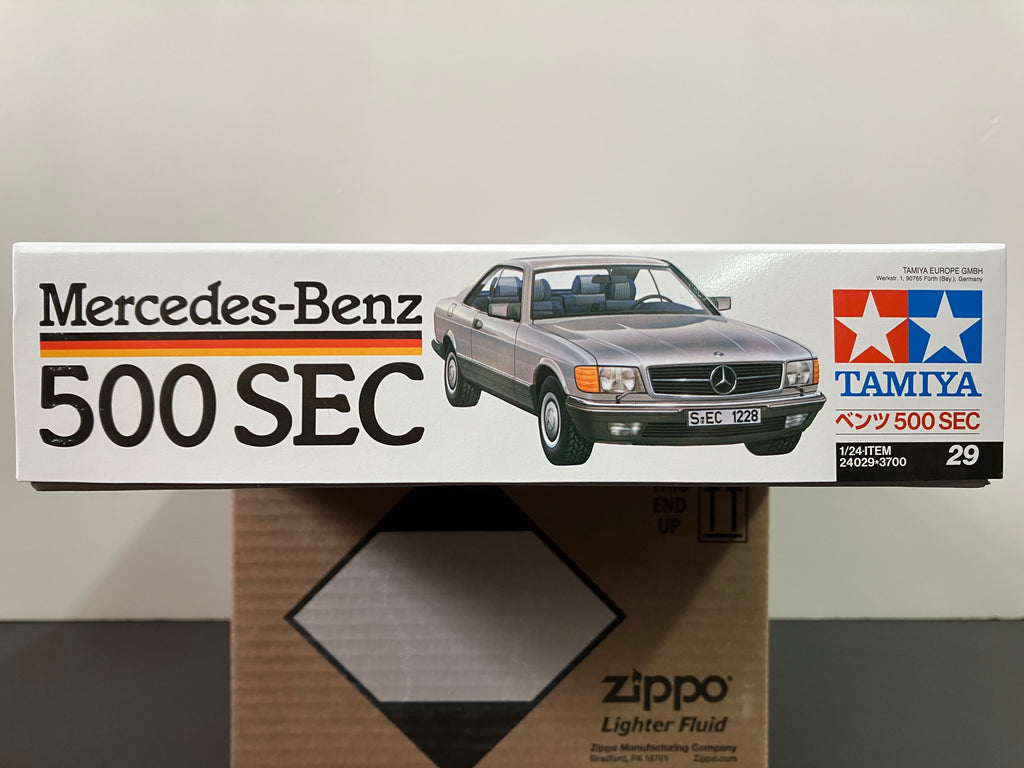 Mercedes-Benz
500 SEC
S-EC 1228
TAMIYA EUROPE GMBH
Werkstr. 1, 90765 Fürth (Bay.), Germany
TAMIYA
ベンツ 500 SEC
1/24 ITEM
24029•3700
29
THIS
END
UP
zippo
Lighter Fluid
Zippo Manufacturing Company
Bradford, PA 16701 Zippo.com